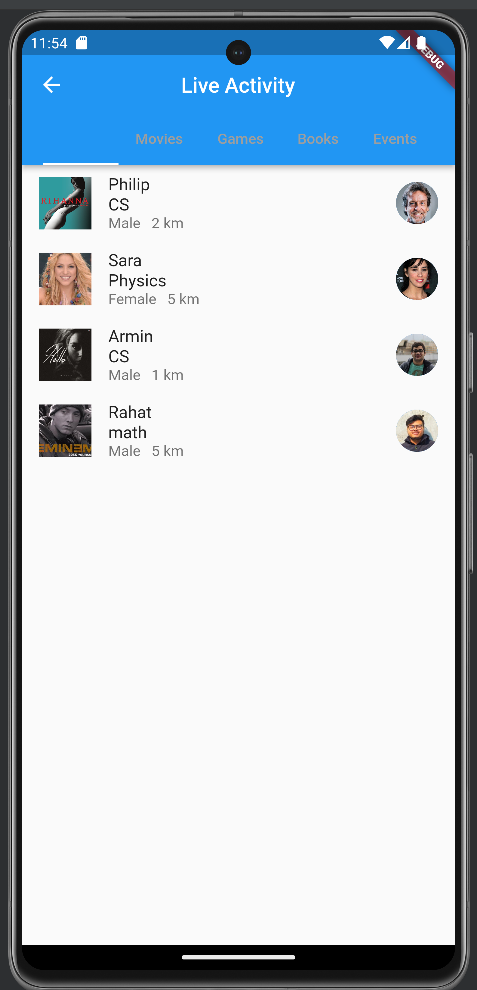 11:54
DEBUG
Live Activity
Movies Games Books Events
RIHANNA
Philip
CS
Male 2 km
Sara
Physics
Female 5 km
Hello
Armin
CS
Male 1 km
EMINEM
Rahat
math
Male 5 km